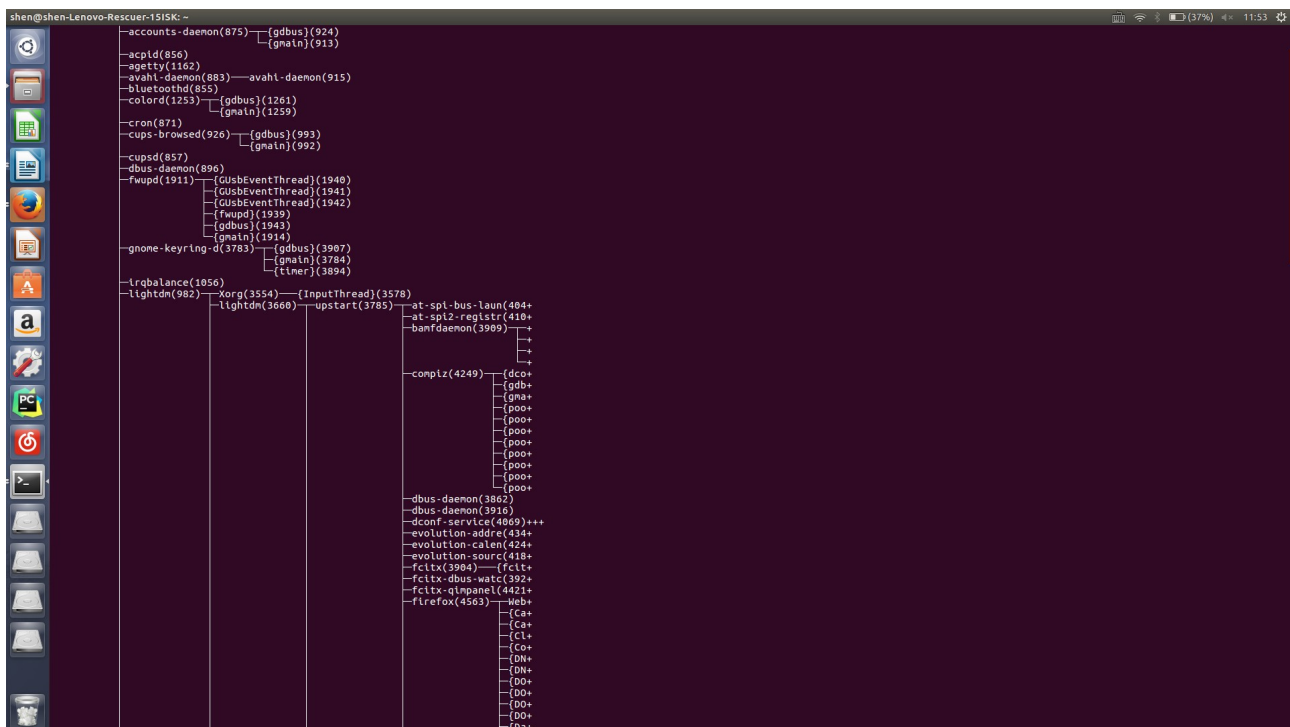 shen@shen-Lenovo-Rescuer-15ISK: ~ (37%) 11:53
├─accounts-daemon(875)─┬─{gdbus}(924)
└─{gmain}(913)
├─acpid(856)
├─agetty(1162)
├─avahi-daemon(883)───avahi-daemon(915)
├─bluetoothd(855)
├─colord(1253)─┬─{gdbus}(1261)
└─{gmain}(1259)
├─cron(871)
├─cups-browsed(926)─┬─{gdbus}(993)
└─{gmain}(992)
├─cupsd(857)
├─dbus-daemon(896)
├─fwupd(1911)─┬─{GUsbEventThread}(1940)
├─{GUsbEventThread}(1941)
├─{GUsbEventThread}(1942)
├─{fwupd}(1939)
├─{gdbus}(1943)
└─{gmain}(1914)
├─gnome-keyring-d(3783)─┬─{gdbus}(3907)
├─{gmain}(3784)
└─{timer}(3894)
├─irqbalance(1056)
├─lightdm(982)─┬─Xorg(3554)───{InputThread}(3578)
├─lightdm(3660)─┬─upstart(3785)─┬─at-spi-bus-laun(404+
├─at-spi2-registr(410+
├─bamfdaemon(3909)─┬─+
├─+
├─+
└─+
├─compiz(4249)─┬─{dco+
├─{gdb+
├─{gma+
├─{poo+
├─{poo+
├─{poo+
├─{poo+
├─{poo+
├─{poo+
├─{poo+
└─{poo+
├─dbus-daemon(3862)
├─dbus-daemon(3916)
├─dconf-service(4069)+++
├─evolution-addre(434+
├─evolution-calen(424+
├─evolution-sourc(418+
├─fcitx(3904)───{fcit+
├─fcitx-dbus-watc(392+
├─fcitx-qimpanel(4421+
├─firefox(4563)─┬─Web+
├─{Ca+
├─{Ca+
├─{Cl+
├─{Co+
├─{DN+
├─{DN+
├─{DO+
├─{DO+
├─{DO+
├─{DO+